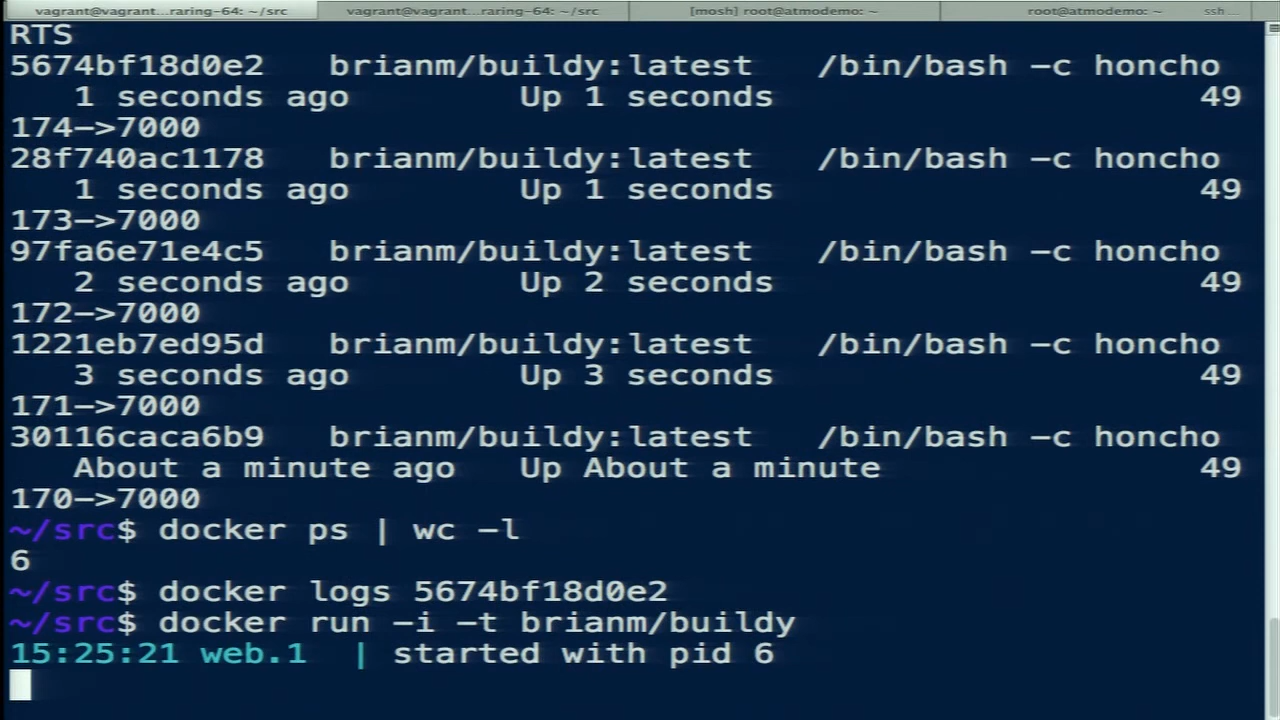 vagrant@vagrant...raring-64: ~/src vagrant@vagrant...raring-64: ~/src [mosh] root@atmodemo: ~ root@atmodemo: ~ ssh ...
RTS
5674bf18d0e2 brianm/buildy:latest /bin/bash -c honcho
1 seconds ago Up 1 seconds 49
174->7000
28f740ac1178 brianm/buildy:latest /bin/bash -c honcho
1 seconds ago Up 1 seconds 49
173->7000
97fa6e71e4c5 brianm/buildy:latest /bin/bash -c honcho
2 seconds ago Up 2 seconds 49
172->7000
1221eb7ed95d brianm/buildy:latest /bin/bash -c honcho
3 seconds ago Up 3 seconds 49
171->7000
30116caca6b9 brianm/buildy:latest /bin/bash -c honcho
About a minute ago Up About a minute 49
170->7000
~/src$ docker ps | wc -l
6
~/src$ docker logs 5674bf18d0e2
~/src$ docker run -i -t brianm/buildy
15:25:21 web.1 | started with pid 6